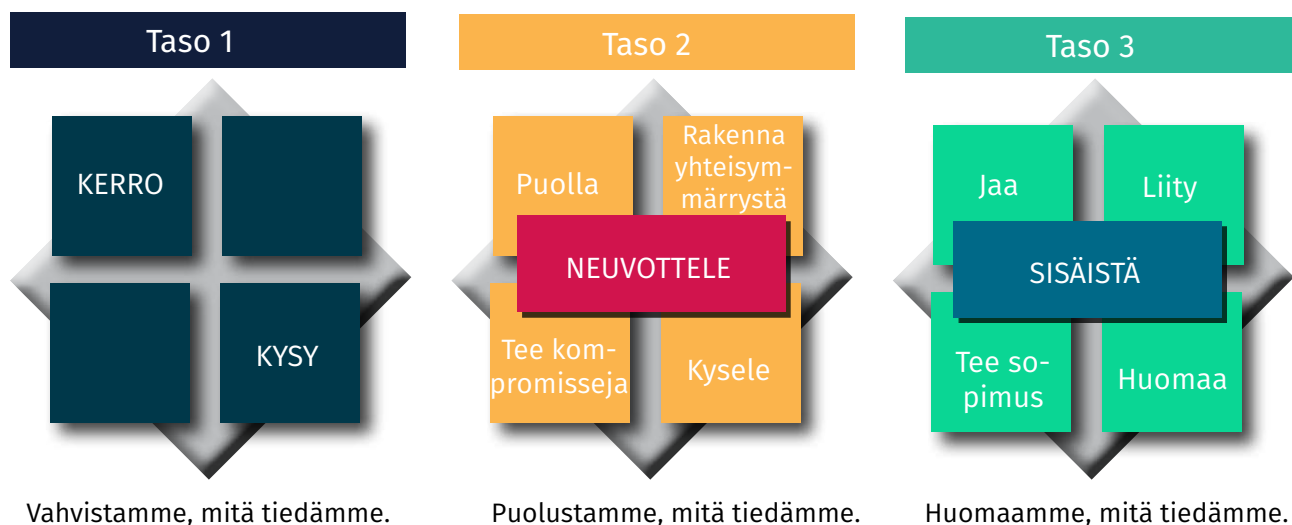 Taso 1
KERRO
KYSY
Vahvistamme, mitä tiedämme.
Taso 2
Puolla
Rakenna
yhteisym-
märrystä
NEUVOTTELE
Tee kom-
promisseja
Kysele
Puolustamme, mitä tiedämme.
Taso 3
Jaa
Liity
SISÄISTÄ
Tee so-
pimus
Huomaa
Huomaamme, mitä tiedämme.